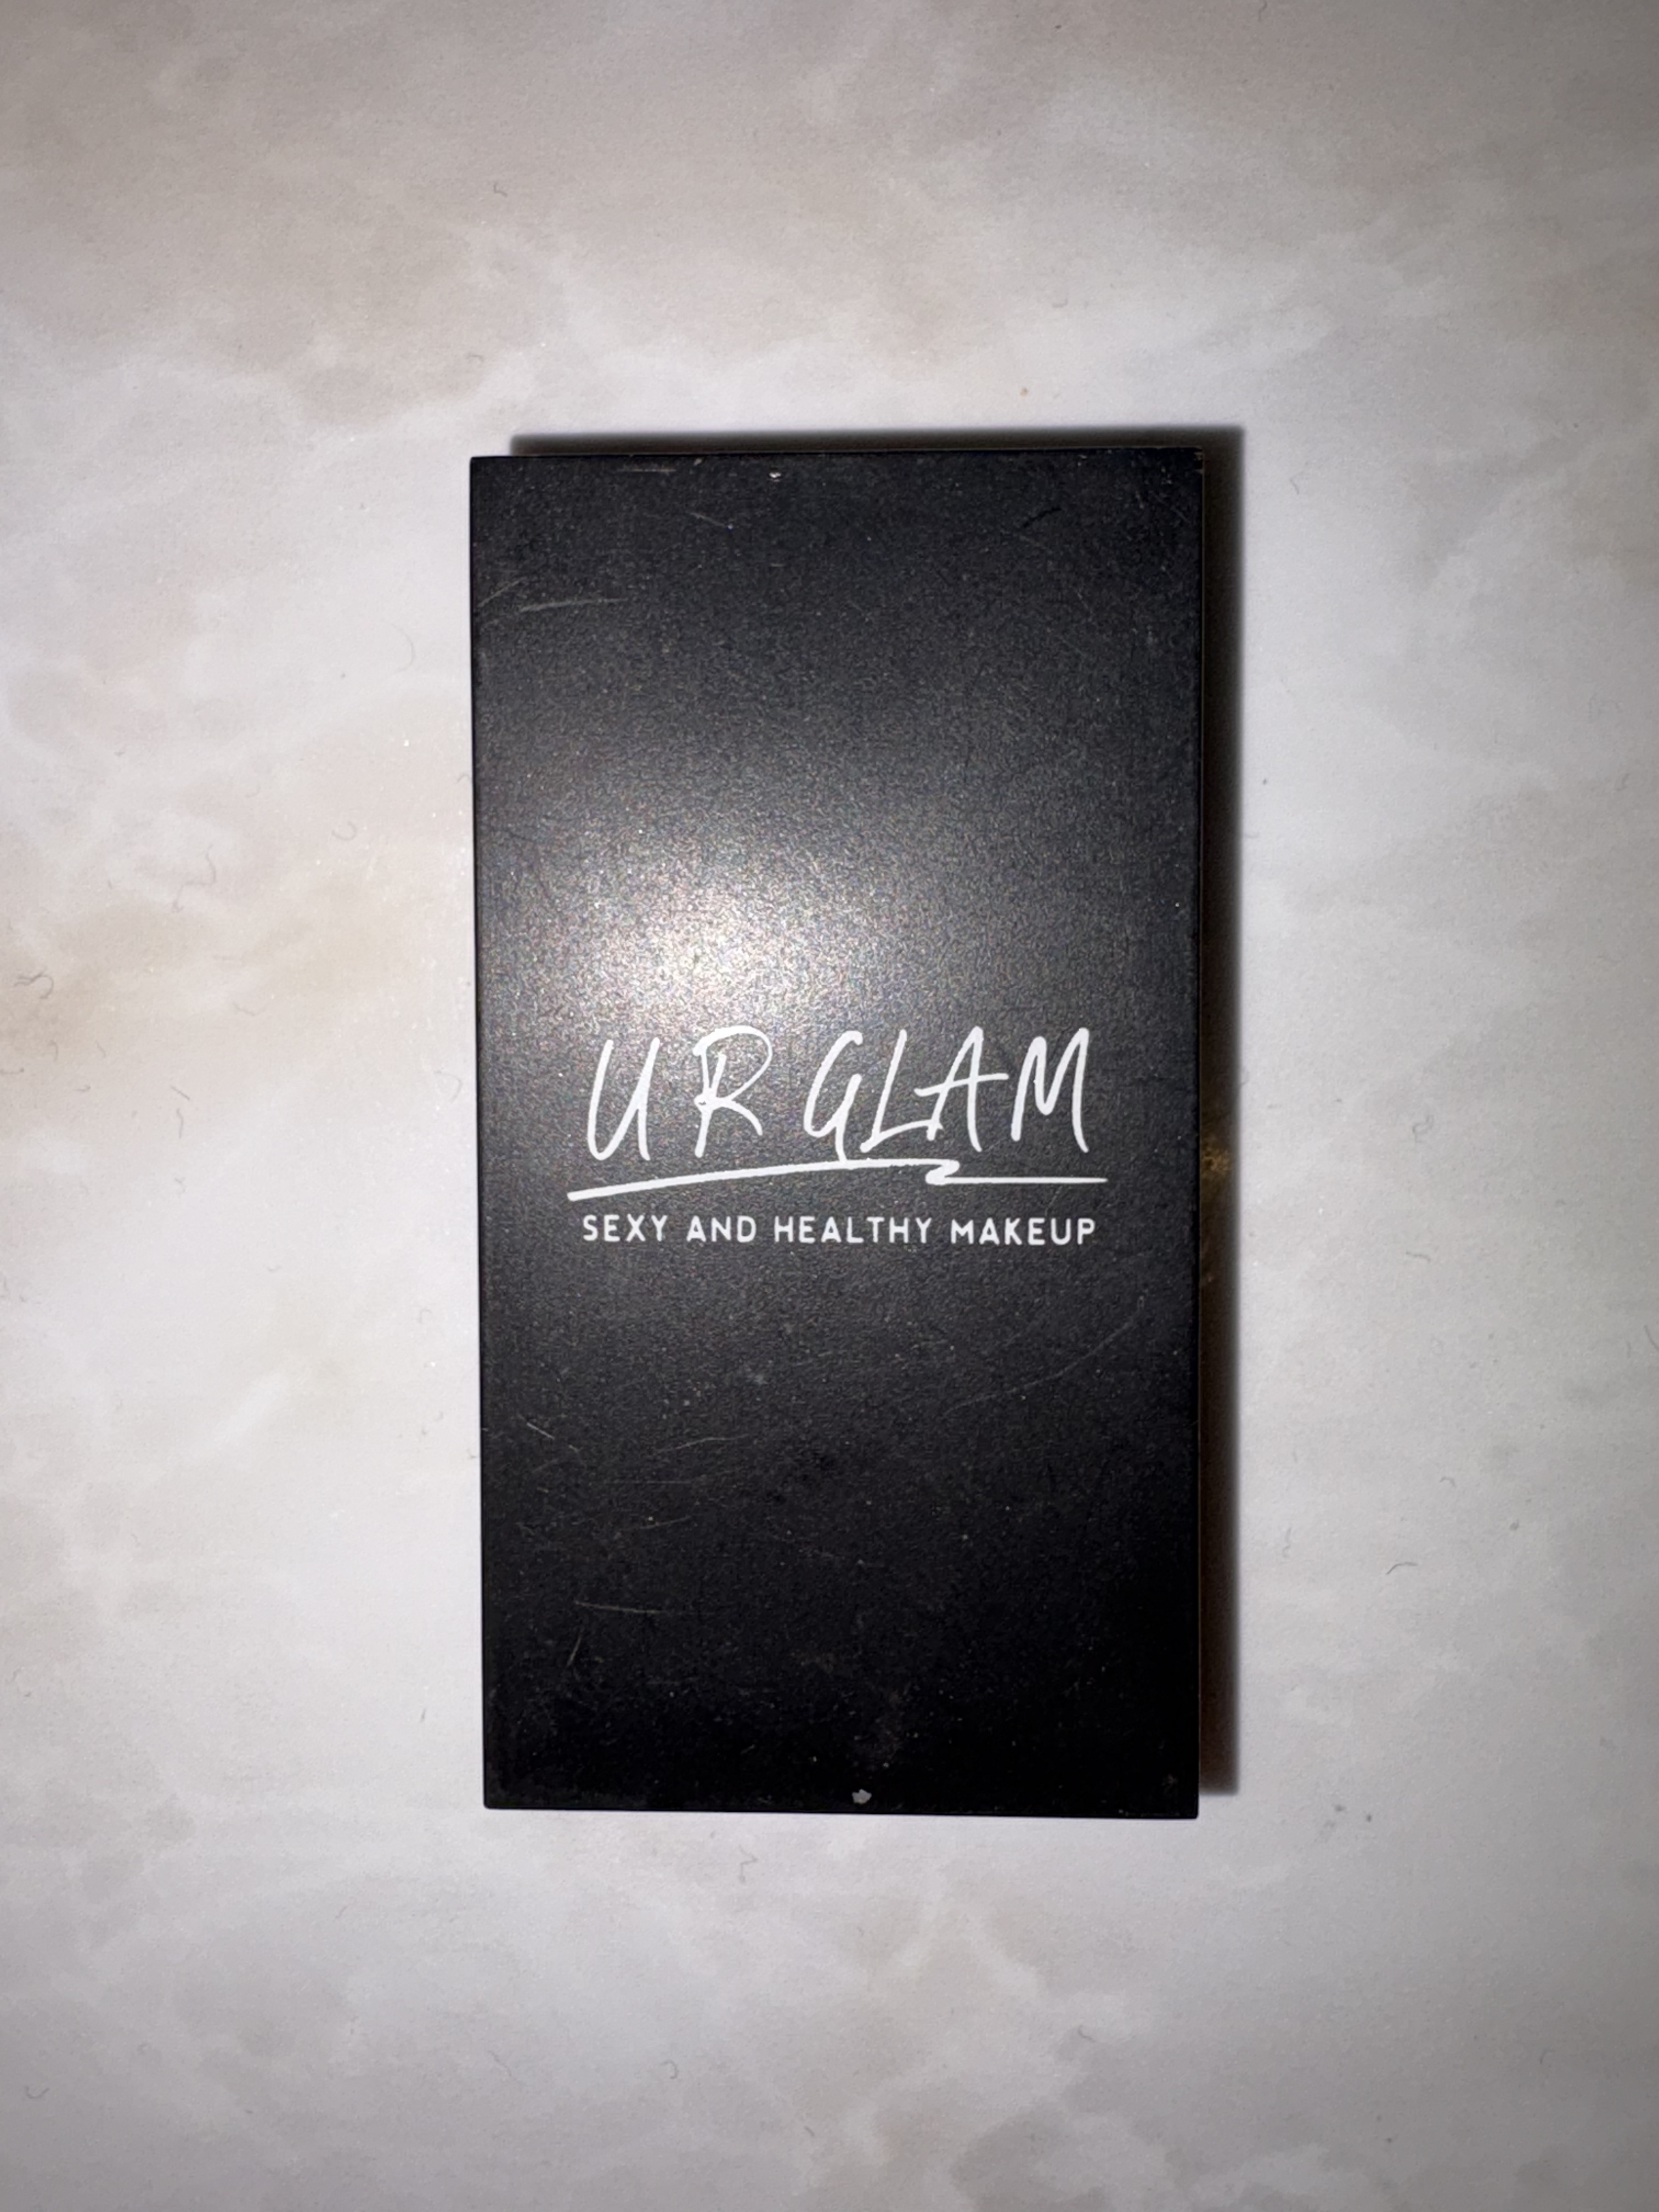 U R GLAM
SEXY AND HEALTHY MAKEUP